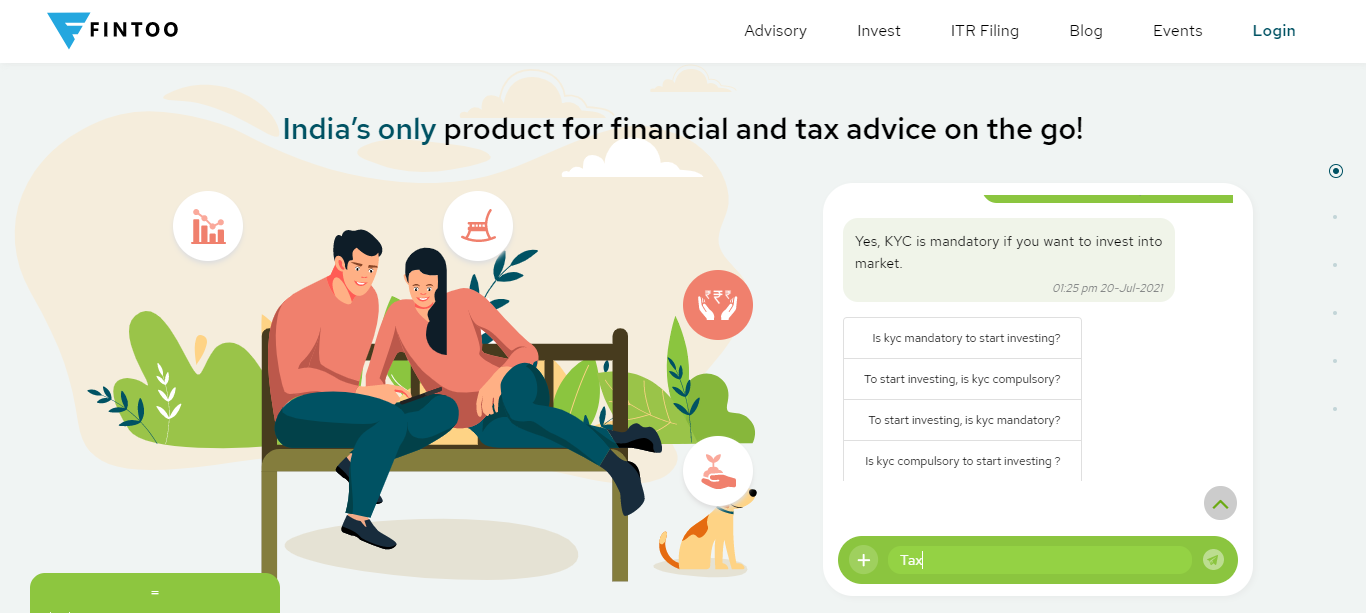 FINTOO
Advisory
Invest
ITR Filing
Blog
Events
Login
India's only product for financial and tax advice on the go!
Yes, KYC is mandatory if you want to invest into
market.
01:25 pm 20-Jul-2021
Is kyc mandatory to start investing?
To start investing, is kyc compulsory?
To start investing, is kyc mandatory?
Is kyc compulsory to start investing ?
Tax